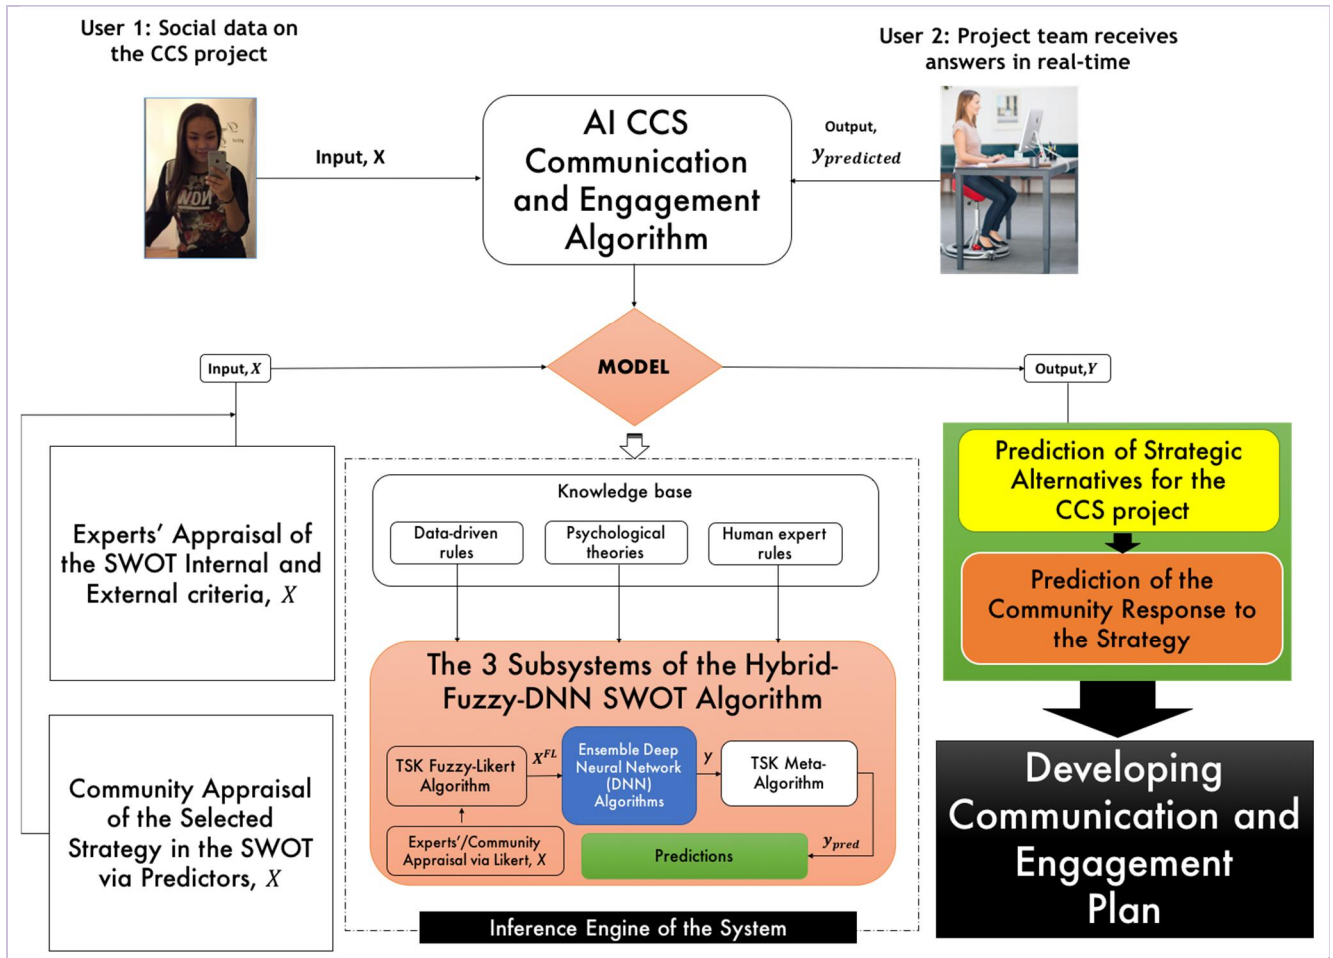 User 1: Social data on
the CCS project
User 2: Project team receives
answers in real-time
Input, X
AI CCS
Communication
and Engagement
Algorithm
Output,
y_predicted
Input, X
MODEL
Output,Y
Experts’ Appraisal of
the SWOT Internal and
External criteria, X
Community Appraisal
of the Selected
Strategy in the SWOT
via Predictors, X
Knowledge base
Data-driven
rules
Psychological
theories
Human expert
rules
The 3 Subsystems of the Hybrid-
Fuzzy-DNN SWOT Algorithm
TSK Fuzzy-Likert
Algorithm
X^FL
Ensemble Deep
Neural Network
(DNN)
Algorithms
y
TSK Meta-
Algorithm
Experts’/Community
Appraisal via Likert, X
Predictions
y_pred
Inference Engine of the System
Prediction of Strategic
Alternatives for the
CCS project
Prediction of the
Community Response to
the Strategy
Developing
Communication and
Engagement
Plan